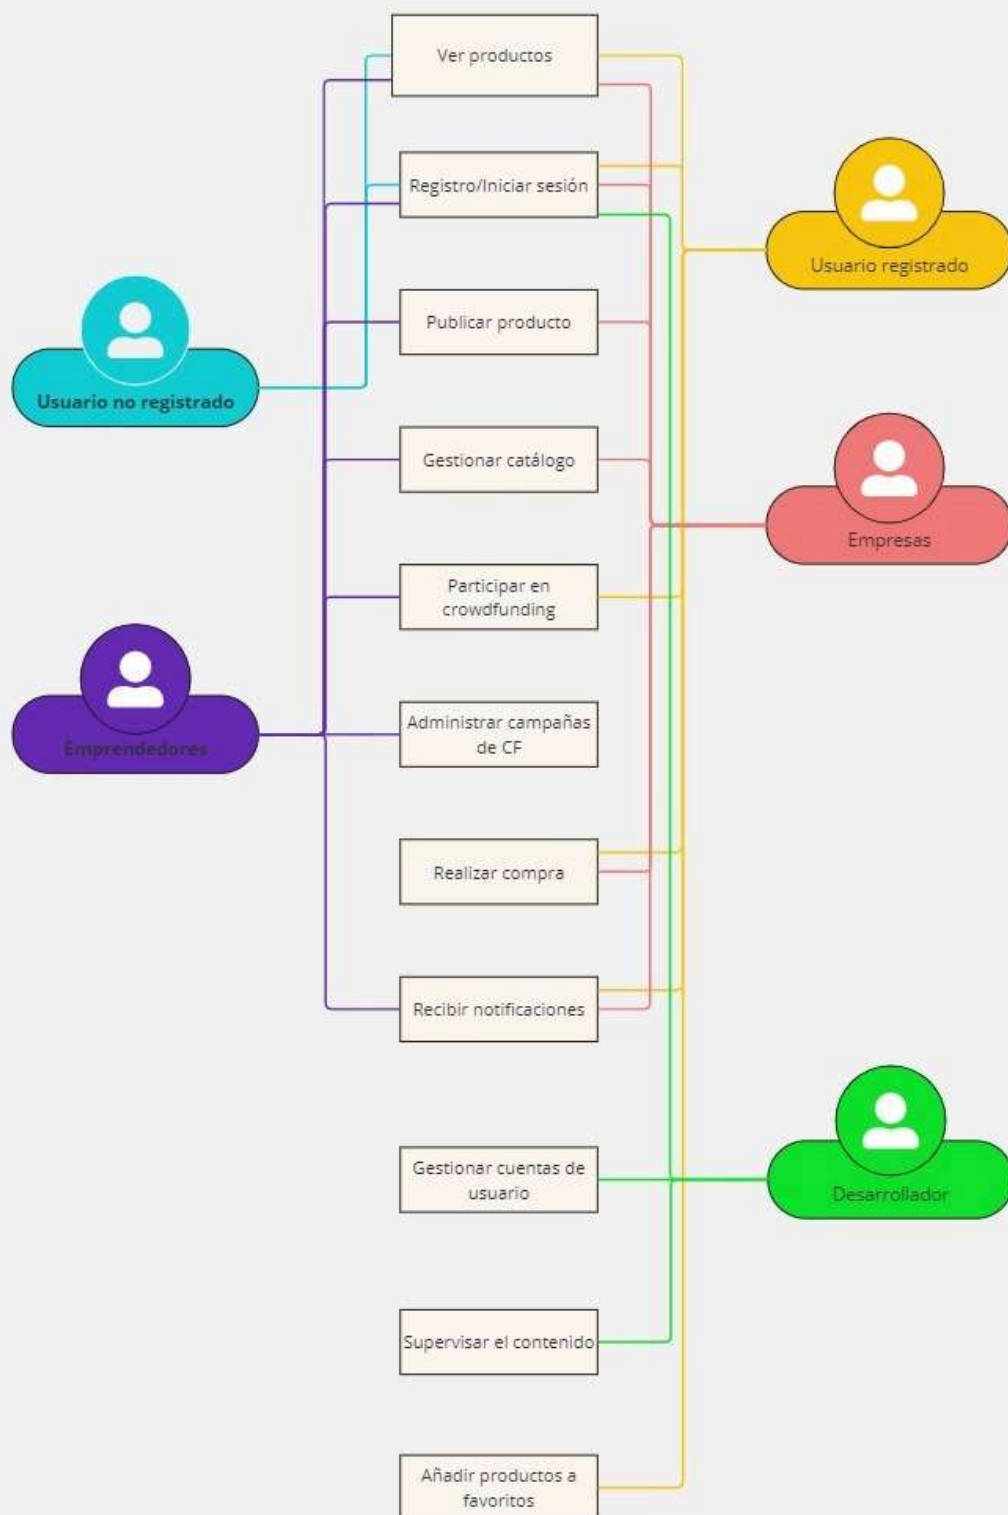 Ver productos
Registro/Iniciar sesión
Usuario registrado
Publicar producto
Usuario no registrado
Gestionar catálogo
Empresas
Participar en
crowdfunding
Administrar campañas
de CF
Emprendedores
Realizar compra
Recibir notificaciones
Gestionar cuentas de
usuario
Desarrollador
Supervisar el contenido
Añadir productos a
favoritos